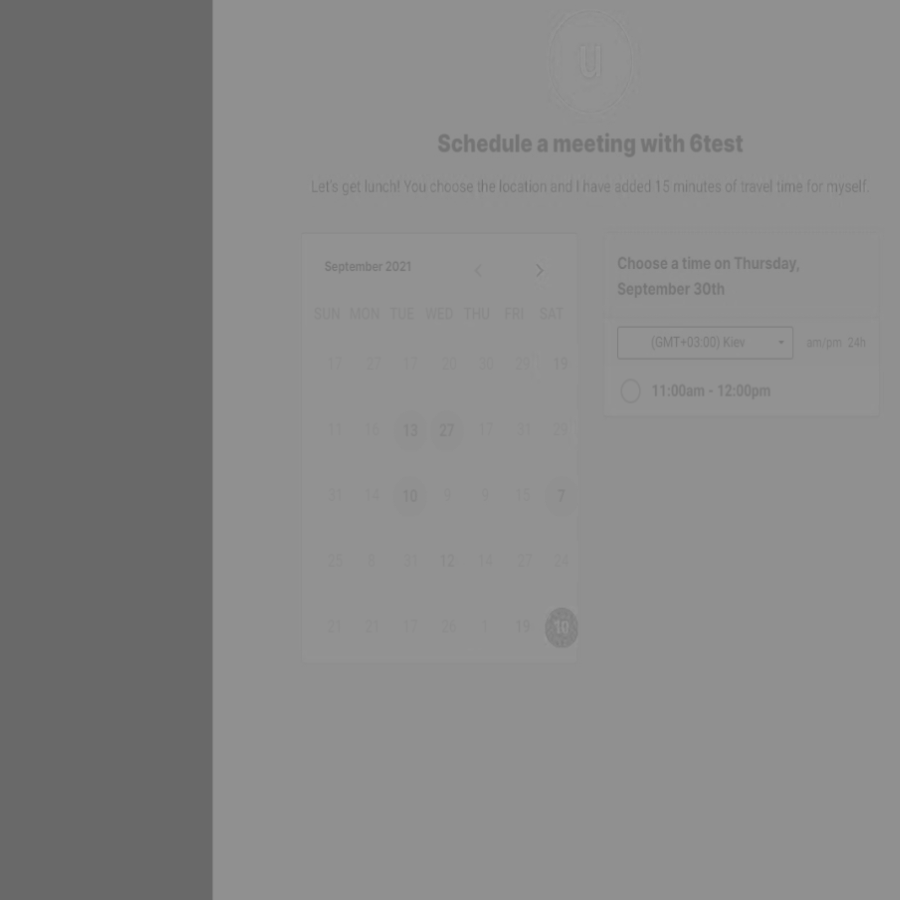 u
Schedule a meeting with 6test
Let's get lunch! You choose the location and I have added 15 minutes of travel time for myself.
September 2021
SUN MON TUE WED THU FRI SAT
17 27 17 20 30 29 19
11 10 13 27 17 31 23
31 14 10 9 9 15 7
25 8 31 12 14 27 24
21 21 17 26 1 19 10
Choose a time on Thursday,
September 30th
(GMT+03:00) Kiev
am/pm 24h
11:00am - 12:00pm